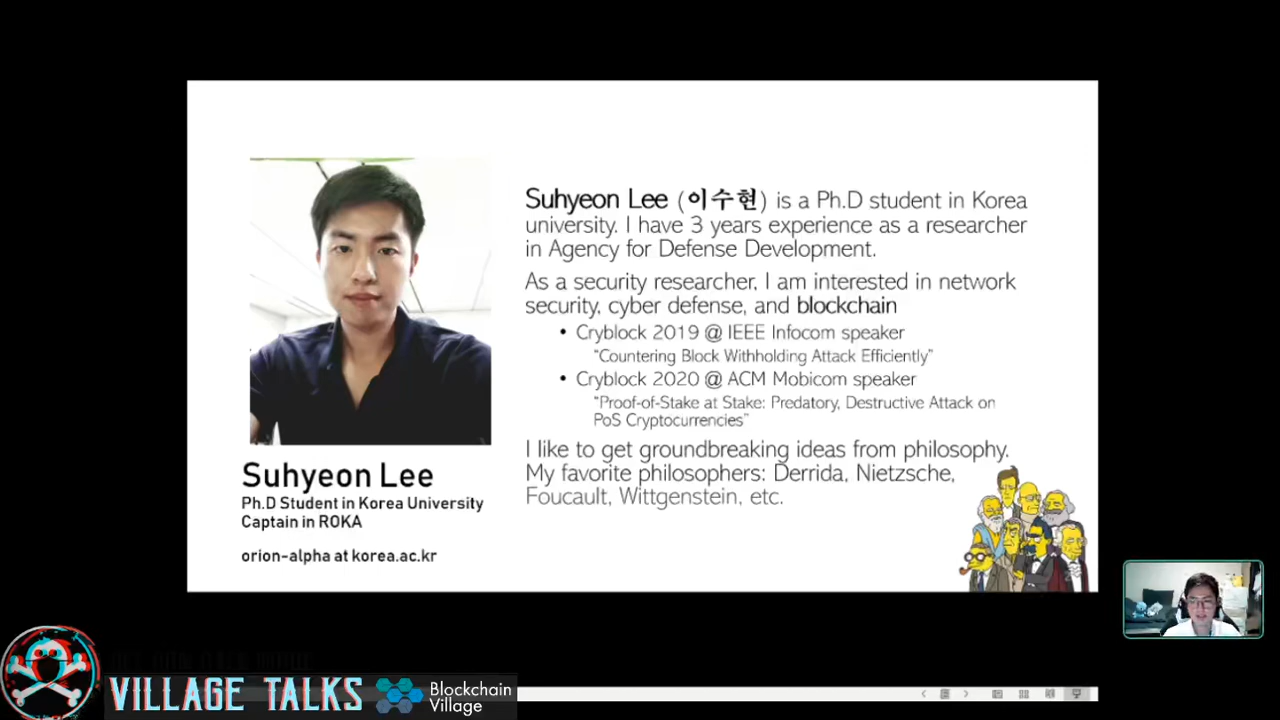 Suhyeon Lee (이수현) is a Ph.D student in Korea
university. I have 3 years experience as a researcher
in Agency for Defense Development.
As a security researcher, I am interested in network
security, cyber defense, and blockchain
• Cryblock 2019 @ IEEE Infocom speaker
“Countering Block Withholding Attack Efficiently”
• Cryblock 2020 @ ACM Mobicom speaker
“Proof-of-Stake at Stake: Predatory, Destructive Attack on
PoS Cryptocurrencies”
I like to get groundbreaking ideas from philosophy.
My favorite philosophers: Derrida, Nietzsche,
Foucault, Wittgenstein, etc.
Suhyeon Lee
Ph.D Student in Korea University
Captain in ROKA
orion-alpha at korea.ac.kr
VILLAGE TALKS
Blockchain
Village